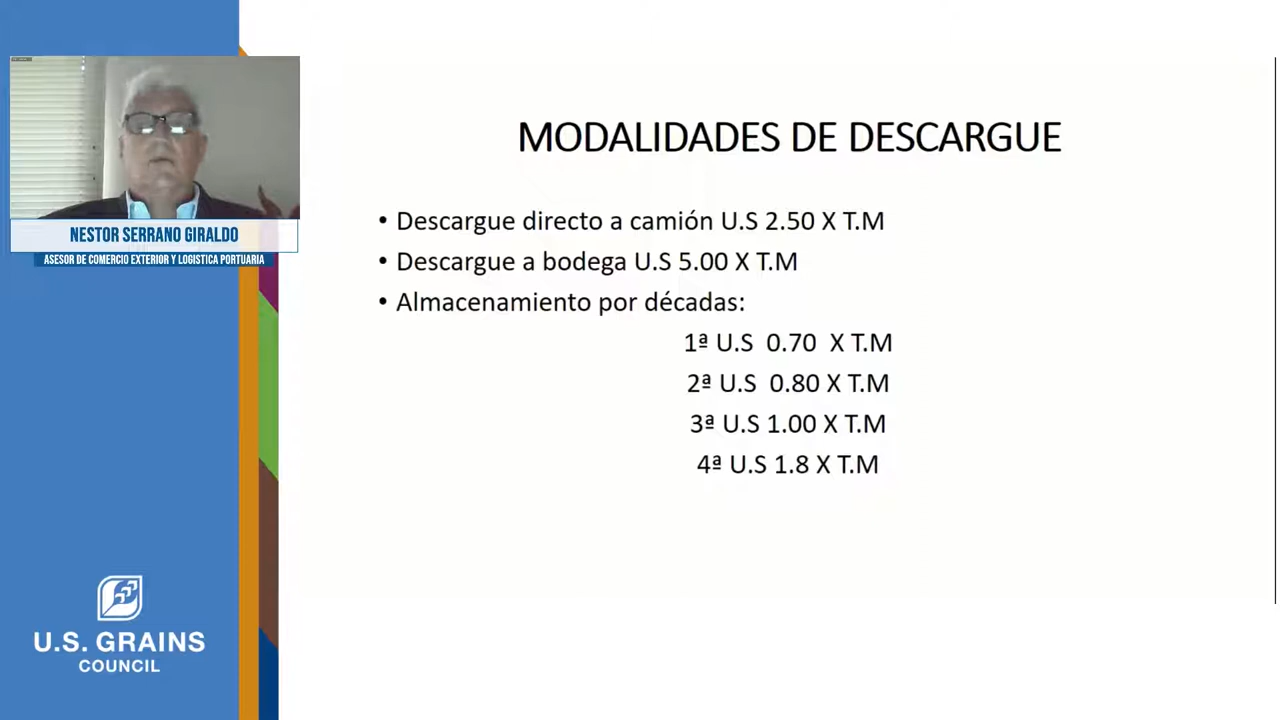 NESTOR SERRANO GIRALDO
ASESOR DE COMERCIO EXTERIOR Y LOGISTICA PORTUARIA
MODALIDADES DE DESCARGUE
• Descargue directo a camión U.S 2.50 X T.M
• Descargue a bodega U.S 5.00 X T.M
• Almacenamiento por décadas:
1ª U.S 0.70 X T.M
2ª U.S 0.80 X T.M
3ª U.S 1.00 X T.M
4ª U.S 1.8 X T.M
U.S. GRAINS
COUNCIL